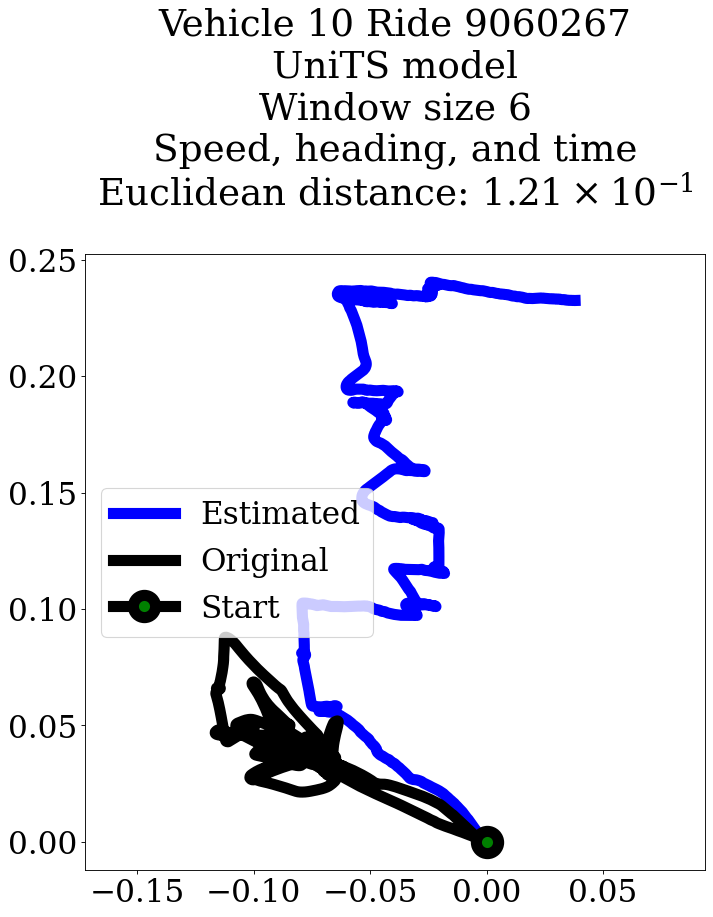 Vehicle 10 Ride 9060267
UniTS model
Window size 6
Speed, heading, and time
Euclidean distance: 1.21 × 10⁻¹
0.25
0.20
0.15
0.10
0.05
0.00
Estimated
Original
Start
−0.15 −0.10 −0.05 0.00 0.05